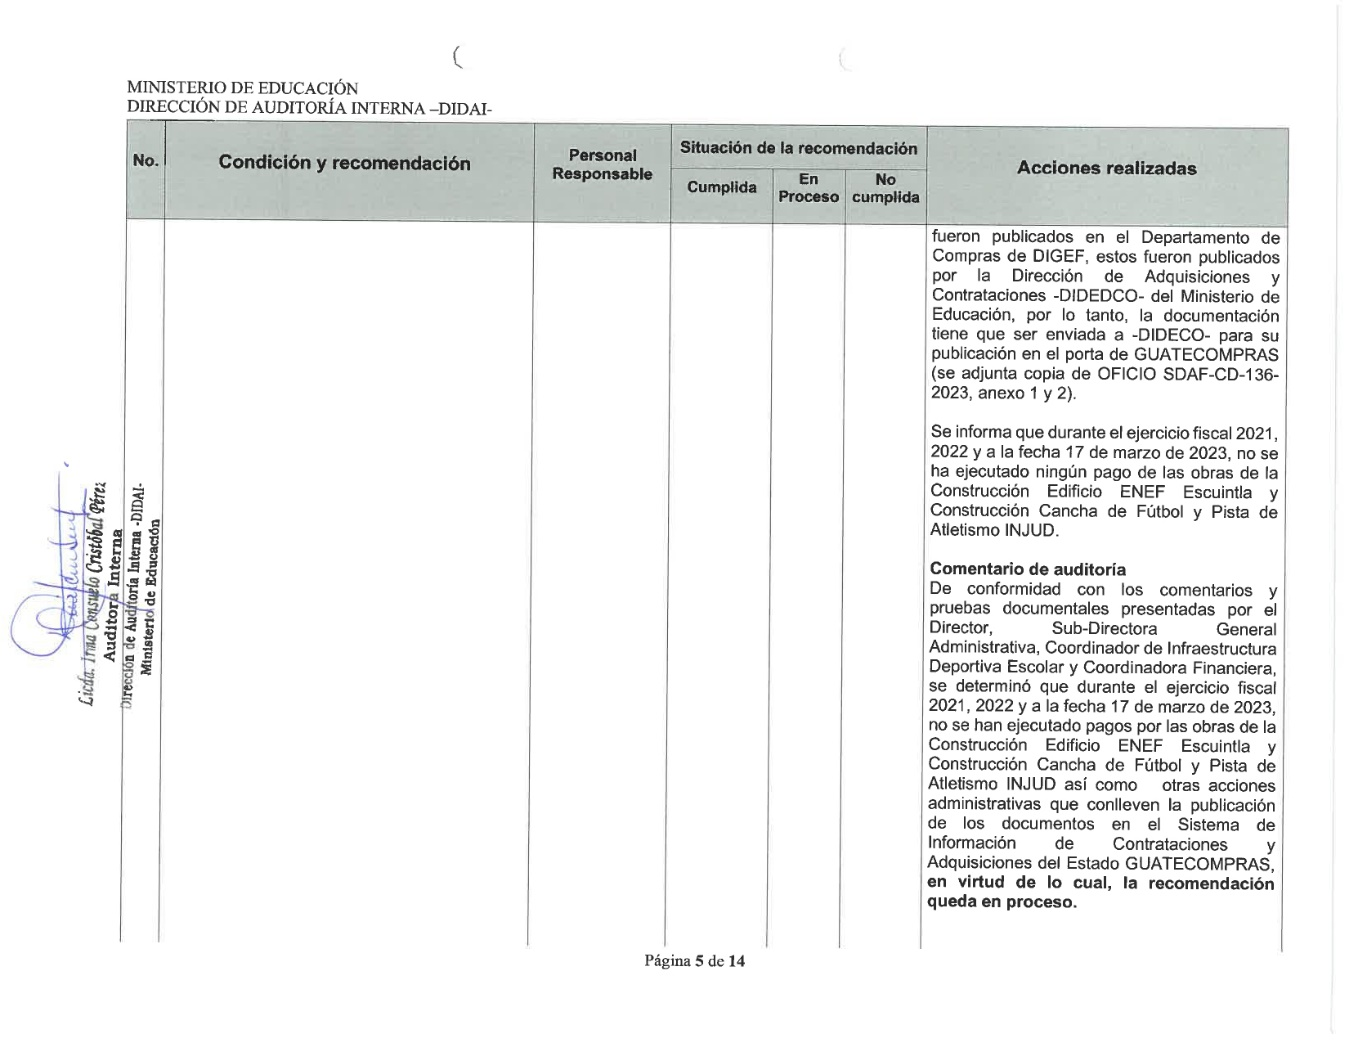 MINISTERIO DE EDUCACIÓN
DIRECCIÓN DE AUDITORÍA INTERNA –DIDAI-
No.
Condición y recomendación
Personal
Responsable
Situación de la recomendación
Cumplida
En
Proceso
No
cumplida
Acciones realizadas
fueron publicados en el Departamento de
Compras de DIGEF, estos fueron publicados
por la Dirección de Adquisiciones y
Contrataciones -DIDEDCO- del Ministerio de
Educación, por lo tanto, la documentación
tiene que ser enviada a -DIDECO- para su
publicación en el porta de GUATECOMPRAS
(se adjunta copia de OFICIO SDAF-CD-136-
2023, anexo 1 y 2).
Se informa que durante el ejercicio fiscal 2021,
2022 y a la fecha 17 de marzo de 2023, no se
ha ejecutado ningún pago de las obras de la
Construcción Edificio ENEF Escuintla y
Construcción Cancha de Fútbol y Pista de
Atletismo INJUD.
Comentario de auditoría
De conformidad con los comentarios y
pruebas documentales presentadas por el
Director, Sub-Directora General
Administrativa, Coordinador de Infraestructura
Deportiva Escolar y Coordinadora Financiera,
se determinó que durante el ejercicio fiscal
2021, 2022 y a la fecha 17 de marzo de 2023,
no se han ejecutado pagos por las obras de la
Construcción Edificio ENEF Escuintla y
Construcción Cancha de Fútbol y Pista de
Atletismo INJUD así como otras acciones
administrativas que conlleven la publicación
de los documentos en el Sistema de
Información de Contrataciones y
Adquisiciones del Estado GUATECOMPRAS,
en virtud de lo cual, la recomendación
queda en proceso.
Licda. Irma Consuelo Cristóbal Pérez
Auditora Interna
Dirección de Auditoría Interna -DIDAI-
Ministerio de Educación
Página 5 de 14